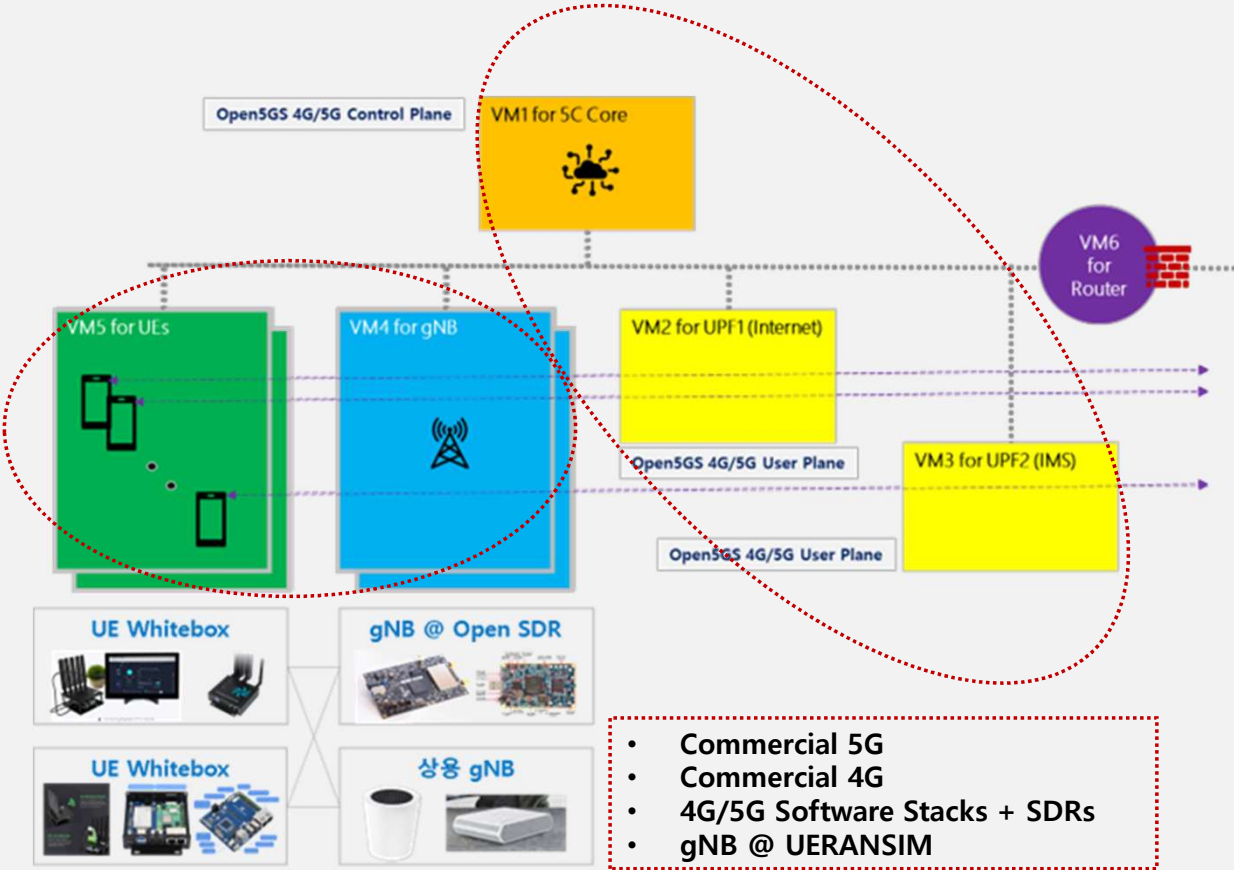 Open5GS 4G/5G Control Plane
VM1 for 5C Core
VM6
for
Router
VM5 for UEs
VM4 for gNB
VM2 for UPF1 (Internet)
Open5GS 4G/5G User Plane
VM3 for UPF2 (IMS)
Open5GS 4G/5G User Plane
UE Whitebox
gNB @ Open SDR
UE Whitebox
상용 gNB
• Commercial 5G
• Commercial 4G
• 4G/5G Software Stacks + SDRs
• gNB @ UERANSIM